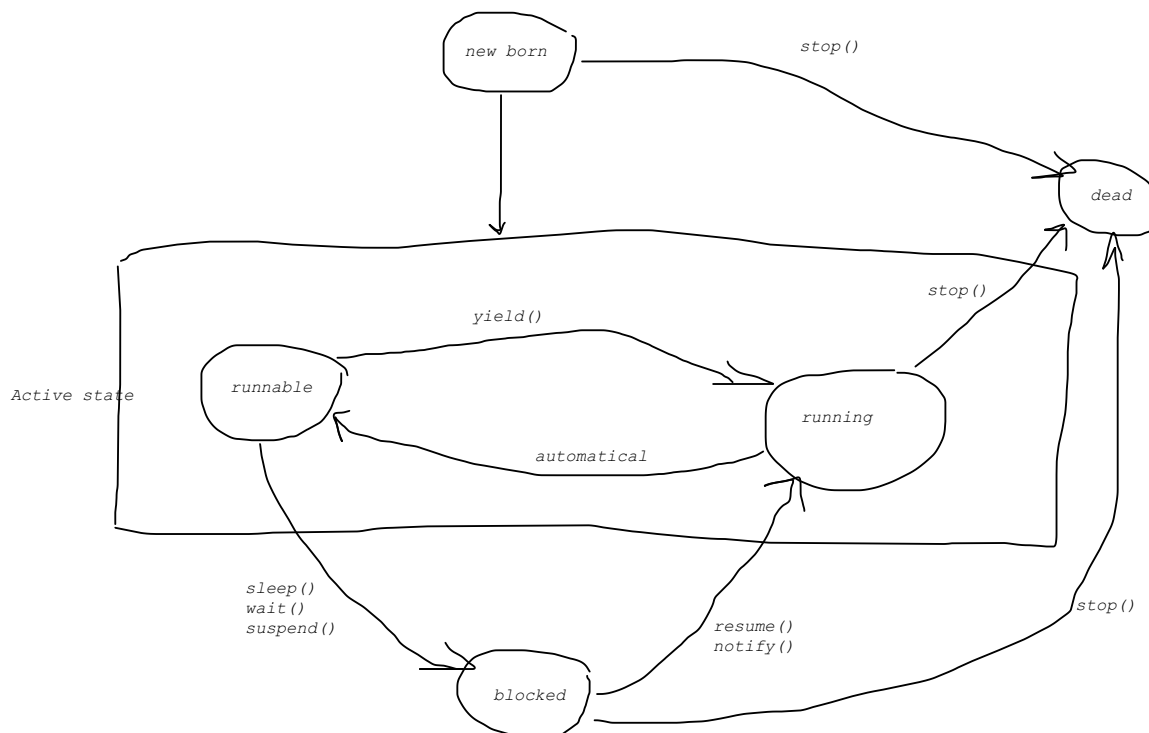 new born
stop()
dead
stop()
yield()
runnable
Active state
running
automatical
sleep()
wait()
suspend()
stop()
resume()
notify()
blocked